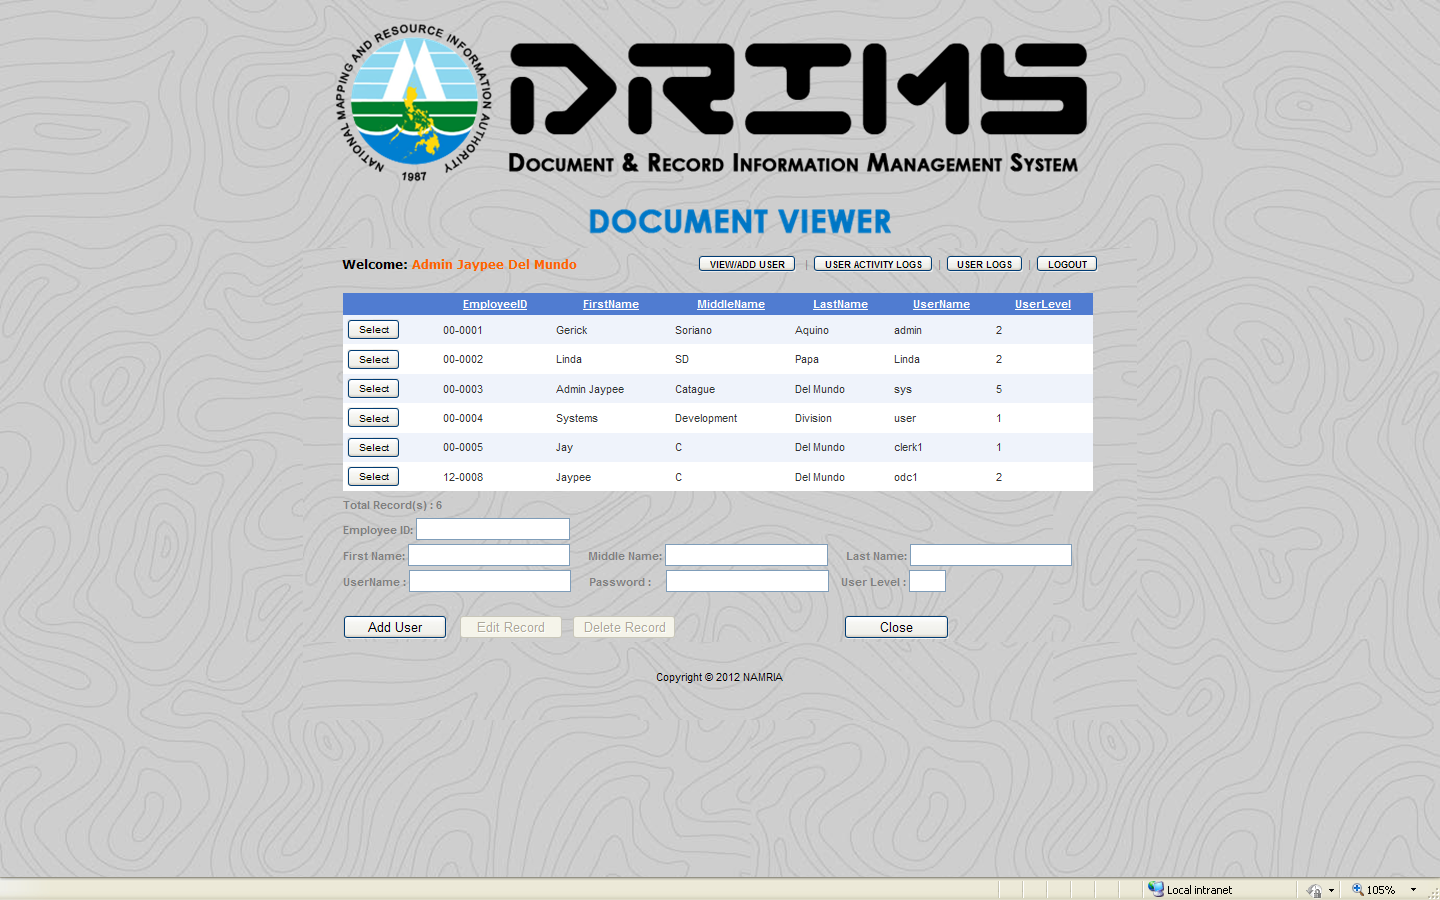 NATIONAL MAPPING AND RESOURCE INFORMATION AUTHORITY
1987
DRIMS
DOCUMENT & RECORD INFORMATION MANAGEMENT SYSTEM
DOCUMENT VIEWER
Welcome: Admin Jaypee Del Mundo VIEW/ADD USER | USER ACTIVITY LOGS | USER LOGS | LOGOUT
EmployeeID FirstName MiddleName LastName UserName UserLevel
Select 00-0001 Gerick Soriano Aquino admin 2
Select 00-0002 Linda SD Papa Linda 2
Select 00-0003 Admin Jaypee Catague Del Mundo sys 5
Select 00-0004 Systems Development Division user 1
Select 00-0005 Jay C Del Mundo clerk1 1
Select 12-0008 Jaypee C Del Mundo odc1 2
Total Record(s) : 6
Employee ID:
First Name: Middle Name: Last Name:
UserName : Password : User Level :
Add User Edit Record Delete Record Close
Copyright © 2012 NAMRIA
Local intranet 105%